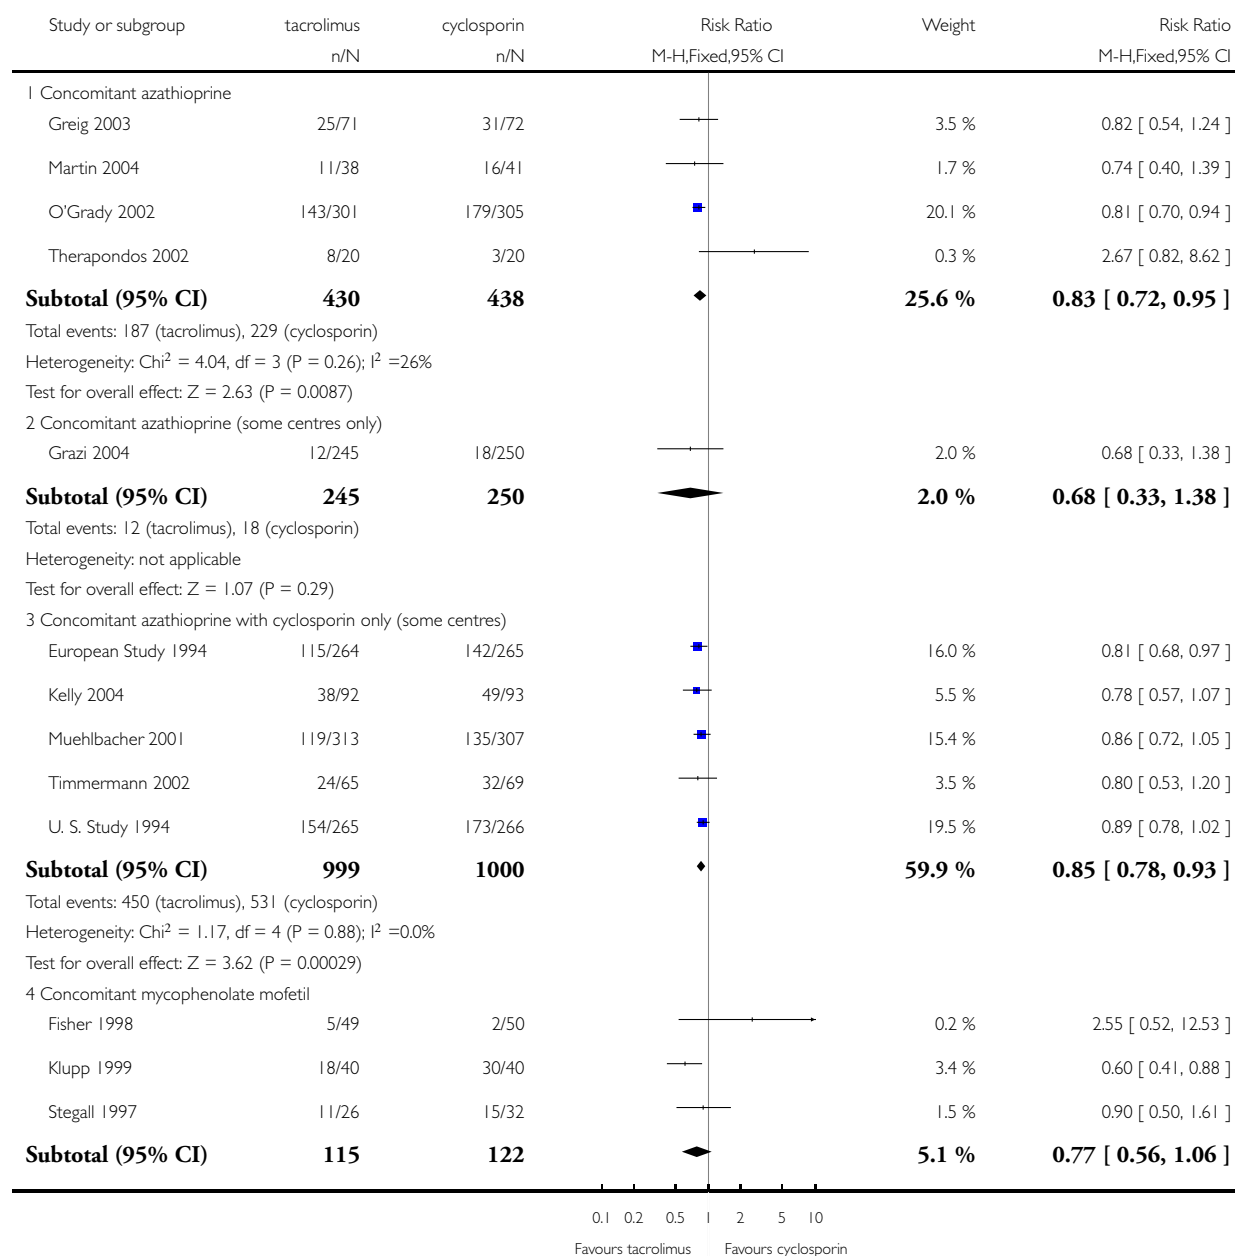 Study or subgroup tacrolimus cyclosporin Risk Ratio Weight Risk Ratio
n/N n/N M-H,Fixed,95% CI M-H,Fixed,95% CI
1 Concomitant azathioprine
Greig 2003 25/71 31/72 3.5 % 0.82 [ 0.54, 1.24 ]
Martin 2004 11/38 16/41 1.7 % 0.74 [ 0.40, 1.39 ]
O'Grady 2002 143/301 179/305 20.1 % 0.81 [ 0.70, 0.94 ]
Therapondos 2002 8/20 3/20 0.3 % 2.67 [ 0.82, 8.62 ]
Subtotal (95% CI) 430 438 25.6 % 0.83 [ 0.72, 0.95 ]
Total events: 187 (tacrolimus), 229 (cyclosporin)
Heterogeneity: Chi² = 4.04, df = 3 (P = 0.26); I² =26%
Test for overall effect: Z = 2.63 (P = 0.0087)
2 Concomitant azathioprine (some centres only)
Grazi 2004 12/245 18/250 2.0 % 0.68 [ 0.33, 1.38 ]
Subtotal (95% CI) 245 250 2.0 % 0.68 [ 0.33, 1.38 ]
Total events: 12 (tacrolimus), 18 (cyclosporin)
Heterogeneity: not applicable
Test for overall effect: Z = 1.07 (P = 0.29)
3 Concomitant azathioprine with cyclosporin only (some centres)
European Study 1994 115/264 142/265 16.0 % 0.81 [ 0.68, 0.97 ]
Kelly 2004 38/92 49/93 5.5 % 0.78 [ 0.57, 1.07 ]
Muehlbacher 2001 119/313 135/307 15.4 % 0.86 [ 0.72, 1.05 ]
Timmermann 2002 24/65 32/69 3.5 % 0.80 [ 0.53, 1.20 ]
U. S. Study 1994 154/265 173/266 19.5 % 0.89 [ 0.78, 1.02 ]
Subtotal (95% CI) 999 1000 59.9 % 0.85 [ 0.78, 0.93 ]
Total events: 450 (tacrolimus), 531 (cyclosporin)
Heterogeneity: Chi² = 1.17, df = 4 (P = 0.88); I² =0.0%
Test for overall effect: Z = 3.62 (P = 0.00029)
4 Concomitant mycophenolate mofetil
Fisher 1998 5/49 2/50 0.2 % 2.55 [ 0.52, 12.53 ]
Klupp 1999 18/40 30/40 3.4 % 0.60 [ 0.41, 0.88 ]
Stegall 1997 11/26 15/32 1.5 % 0.90 [ 0.50, 1.61 ]
Subtotal (95% CI) 115 122 5.1 % 0.77 [ 0.56, 1.06 ]
0.1 0.2 0.5 1 2 5 10
Favours tacrolimus Favours cyclosporin